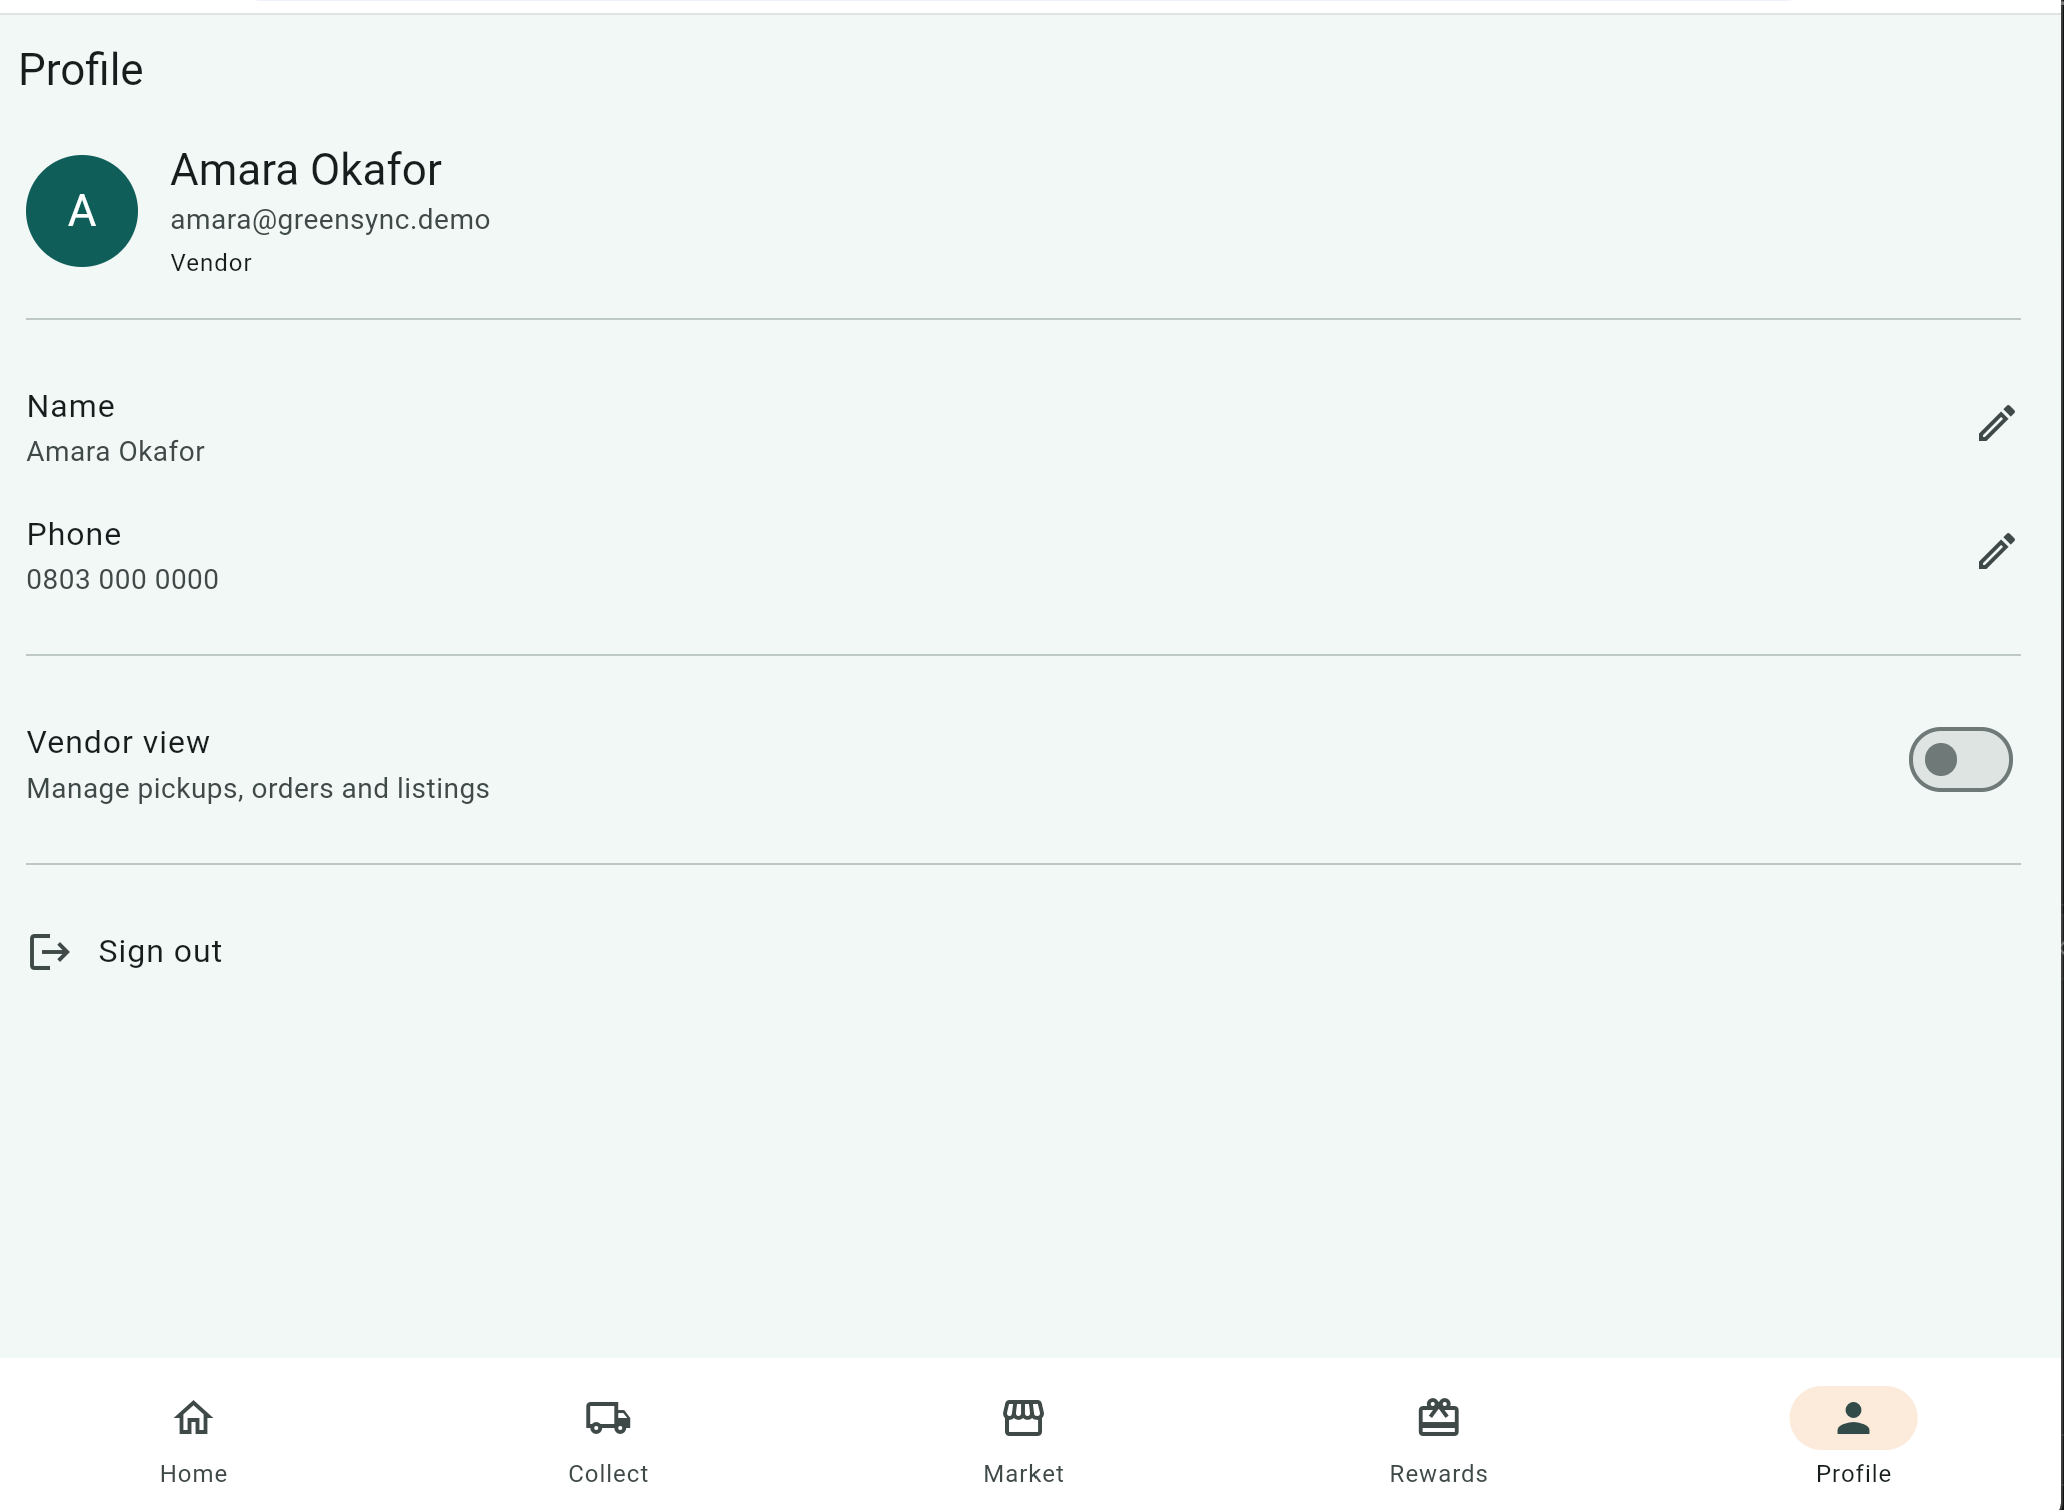 Profile
A
Amara Okafor
amara@greensync.demo
Vendor
Name
Amara Okafor
Phone
0803 000 0000
Vendor view
Manage pickups, orders and listings
Sign out
Home
Collect
Market
Rewards
Profile